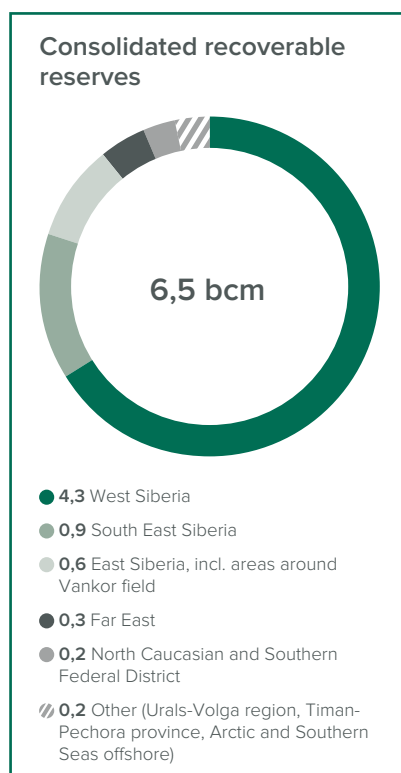 Consolidated recoverable
reserves
6,5 bcm
4,3 West Siberia
0,9 South East Siberia
0,6 East Siberia, incl. areas around
Vankor field
0,3 Far East
0,2 North Caucasian and Southern
Federal District
0,2 Other (Urals-Volga region, Timan-
Pechora province, Arctic and Southern
Seas offshore)